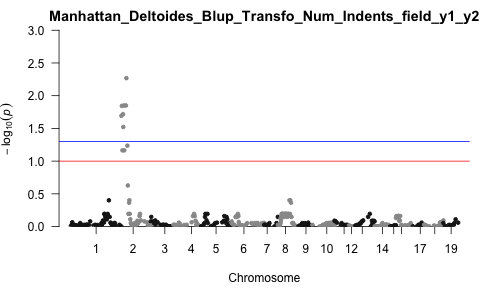 Manhattan_Deltoides_Blup_Transfo_Num_Indents_field_y1_y2
3.0
2.5
2.0
1.5
1.0
0.5
0.0
− log10(p)
1 2 3 4 5 6 7 8 9 10 12 14 17 19
Chromosome